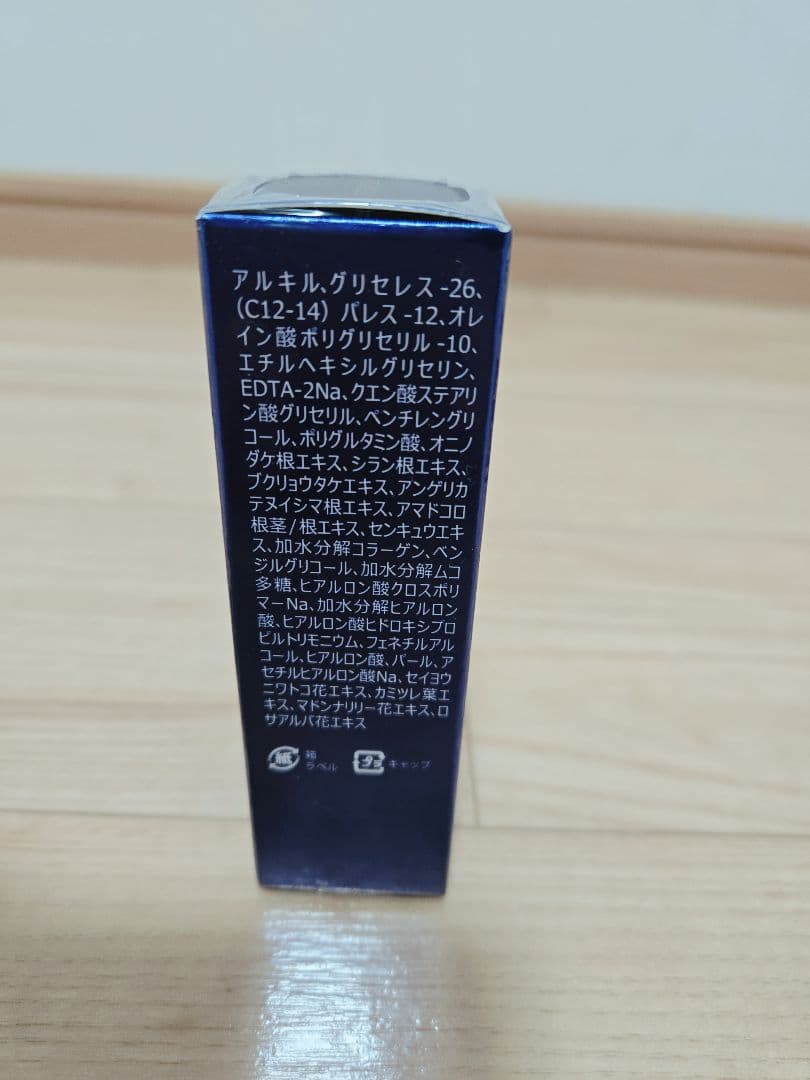 アルキル、グリセレス-26、
(C12-14) パレス-12、オレ
イン酸ポリグリセリル-10、
エチルヘキシルグリセリン、
EDTA-2Na、クエン酸ステアリ
ン酸グリセリル、ペンチレングリ
コール、ポリグルタミン酸、オニノ
ダケ根エキス、シラン根エキス、
ブクリョウタケエキス、アンゲリカ
テヌイシマ根エキス、アマドコロ
根茎/根エキス、センキュウエキ
ス、加水分解コラーゲン、ベン
ジルグリコール、加水分解ムコ
多糖、ヒアルロン酸クロスポリ
マーNa、加水分解ヒアルロン
酸、ヒアルロン酸ヒドロキシプロ
ピルトリモニウム、フェネチルアル
コール、ヒアルロン酸、パール、ア
セチルヒアルロン酸Na、セイヨウ
ニワトコ花エキス、カミツレ葉エ
キス、マドンナリリー花エキス、ロ
サアルバ花エキス
紙 箱
ラベル
プラ キャップ